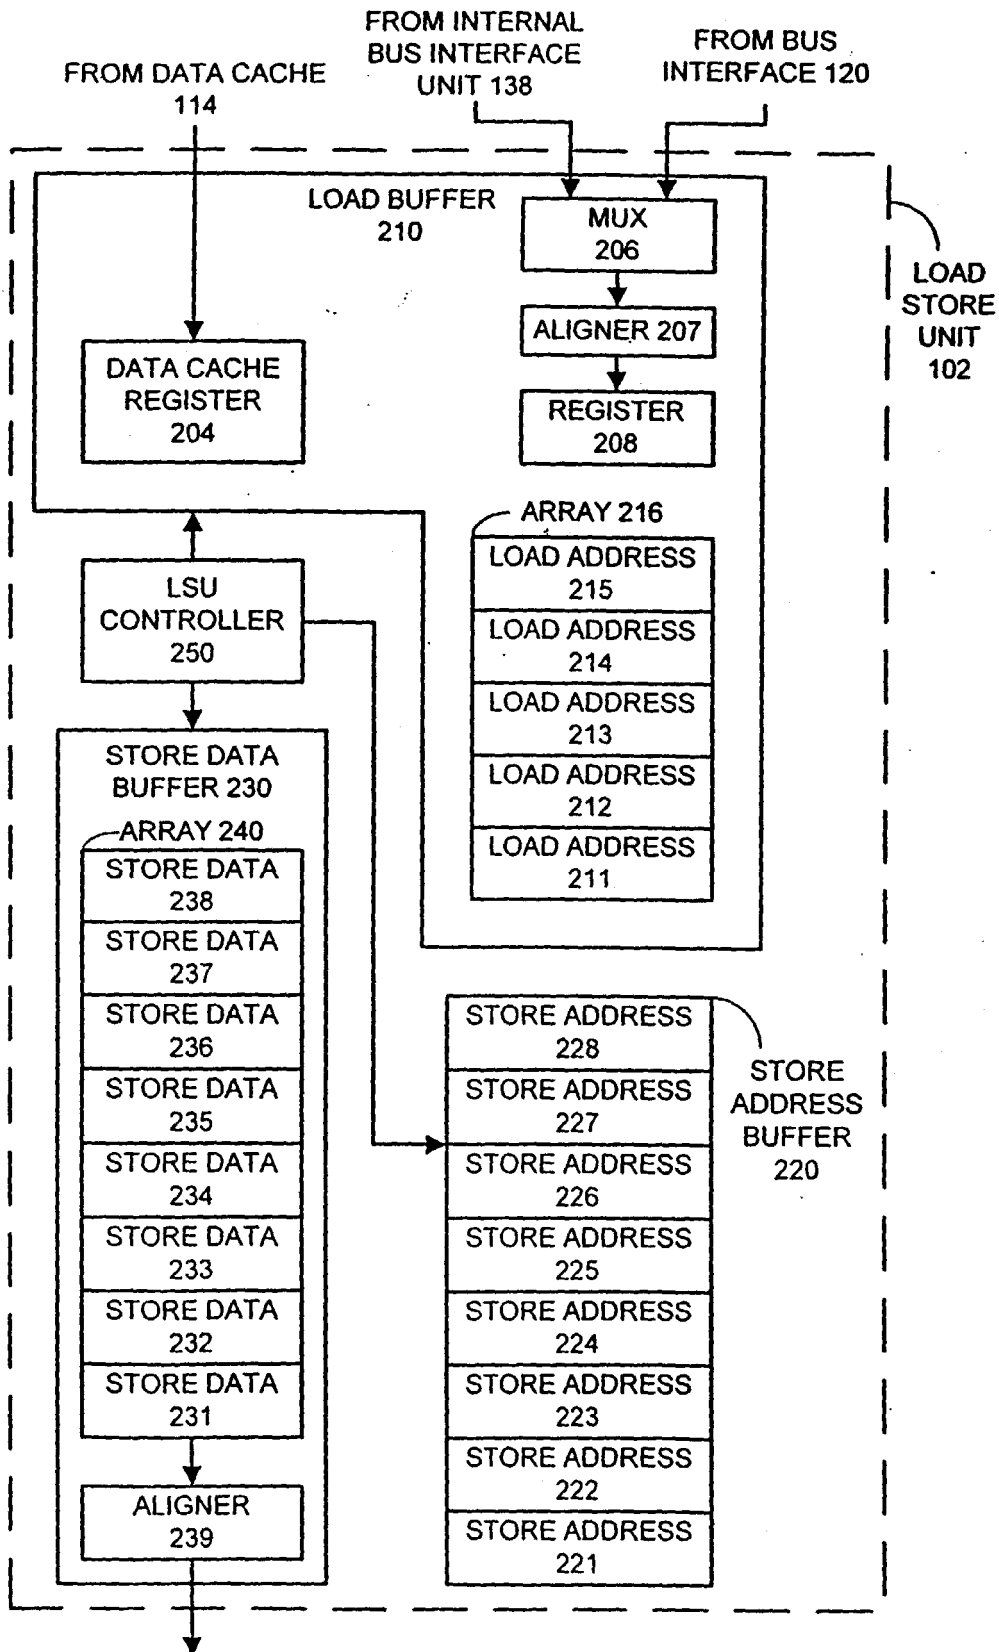 FROM DATA CACHE
114
FROM INTERNAL
BUS INTERFACE
UNIT 138
FROM BUS
INTERFACE 120
LOAD BUFFER
210
MUX
206
ALIGNER 207
REGISTER
208
DATA CACHE
REGISTER
204
LOAD
STORE
UNIT
102
ARRAY 216
LOAD ADDRESS
215
LOAD ADDRESS
214
LOAD ADDRESS
213
LOAD ADDRESS
212
LOAD ADDRESS
211
LSU
CONTROLLER
250
STORE DATA
BUFFER 230
ARRAY 240
STORE DATA
238
STORE DATA
237
STORE DATA
236
STORE DATA
235
STORE DATA
234
STORE DATA
233
STORE DATA
232
STORE DATA
231
ALIGNER
239
STORE ADDRESS
228
STORE ADDRESS
227
STORE ADDRESS
226
STORE ADDRESS
225
STORE ADDRESS
224
STORE ADDRESS
223
STORE ADDRESS
222
STORE ADDRESS
221
STORE
ADDRESS
BUFFER
220